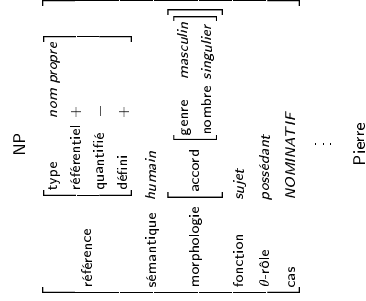 NP
référence
type nom propre
référentiel +
quantifié −
défini +
sémantique humain
morphologie accord
genre masculin
nombre singulier
fonction sujet
θ-rôle possédant
cas NOMINATIF
⋮
Pierre